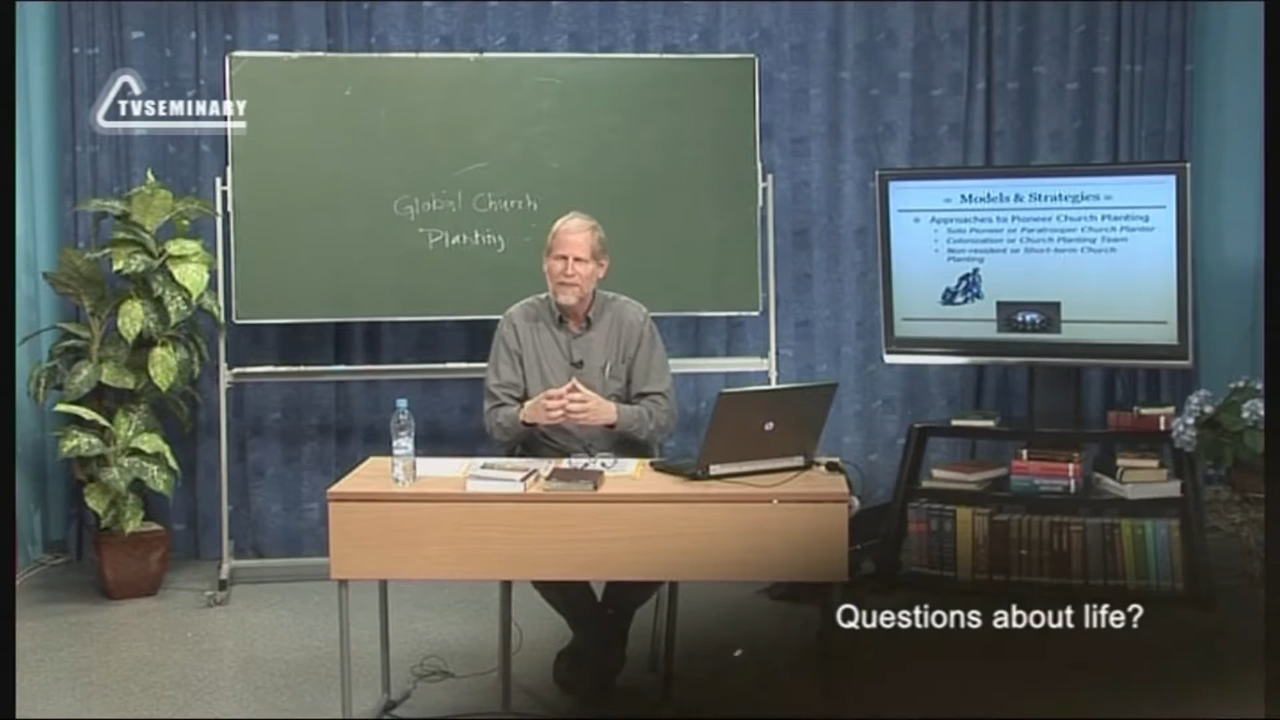 TVSEMINARY
Global Church
Planting
Models & Strategies
Approaches to Pioneer Church Planting
Solo Pioneer or Paratrooper Church Planter
Colonization or Church Planting Team
Non-resident or Short-term Church
Planting
Questions about life?